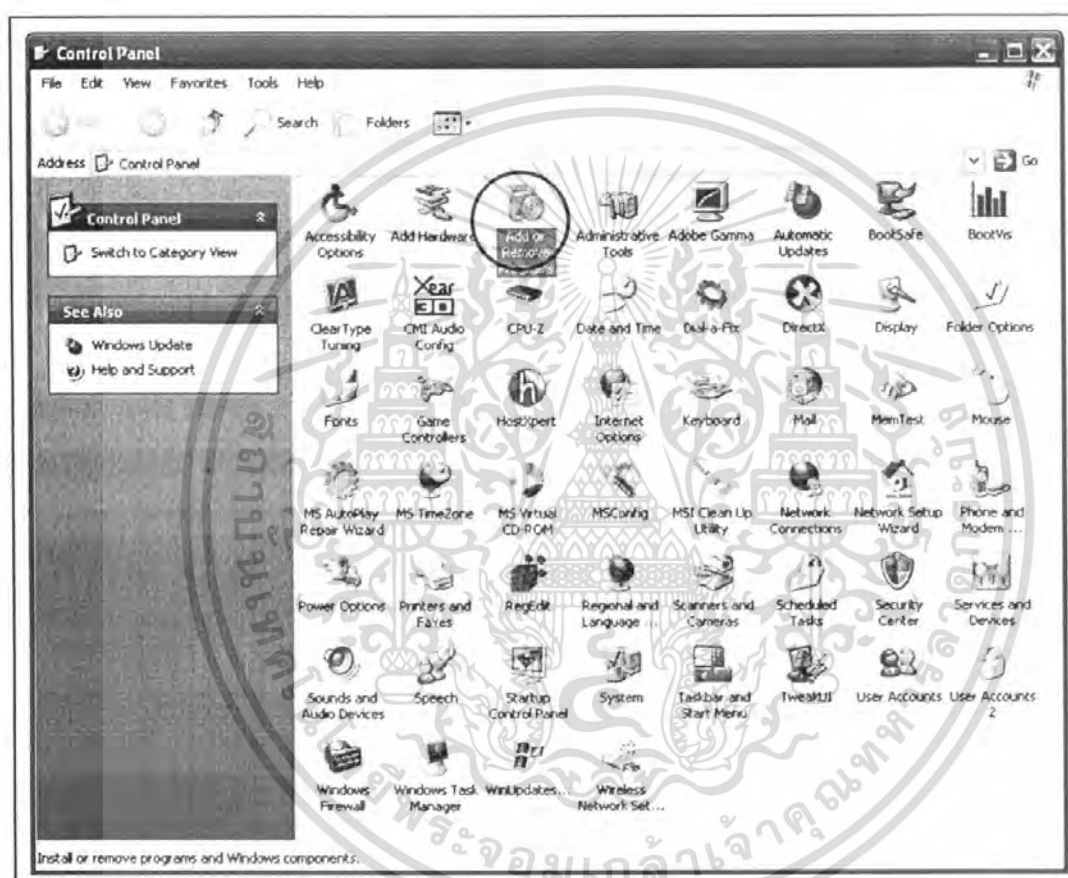 Control Panel
File Edit View Favorites Tools Help
Search Folders
Address Control Panel Go
Control Panel
Switch to Category View
See Also
Windows Update
Help and Support
Accessibility Options
Add Hardware
Add or Remove
Administrative Tools
Adobe Gamma
Automatic Updates
BootSafe
BootVis
ClearType Tuning
CMI Audio Config
CPU-Z
Date and Time
Dial-a-Fix
DirectX
Display
Folder Options
Fonts
Game Controllers
HostXpert
Internet Options
Keyboard
Mail
MemTest
Mouse
MS AutoPlay Repair Wizard
MS TimeZone
MS Virtual CD-ROM
MSConfig
MSI Clean Up Utility
Network Connections
Network Setup Wizard
Phone and Modem ...
Power Options
Printers and Faxes
RegEdit
Regional and Language ...
Scanners and Cameras
Scheduled Tasks
Security Center
Services and Devices
Sounds and Audio Devices
Speech
Startup Control Panel
System
Taskbar and Start Menu
TweakUI
User Accounts
User Accounts 2
Windows Firewall
Windows Task Manager
WinUpdates...
Wireless Network Set...
Install or remove programs and Windows components.